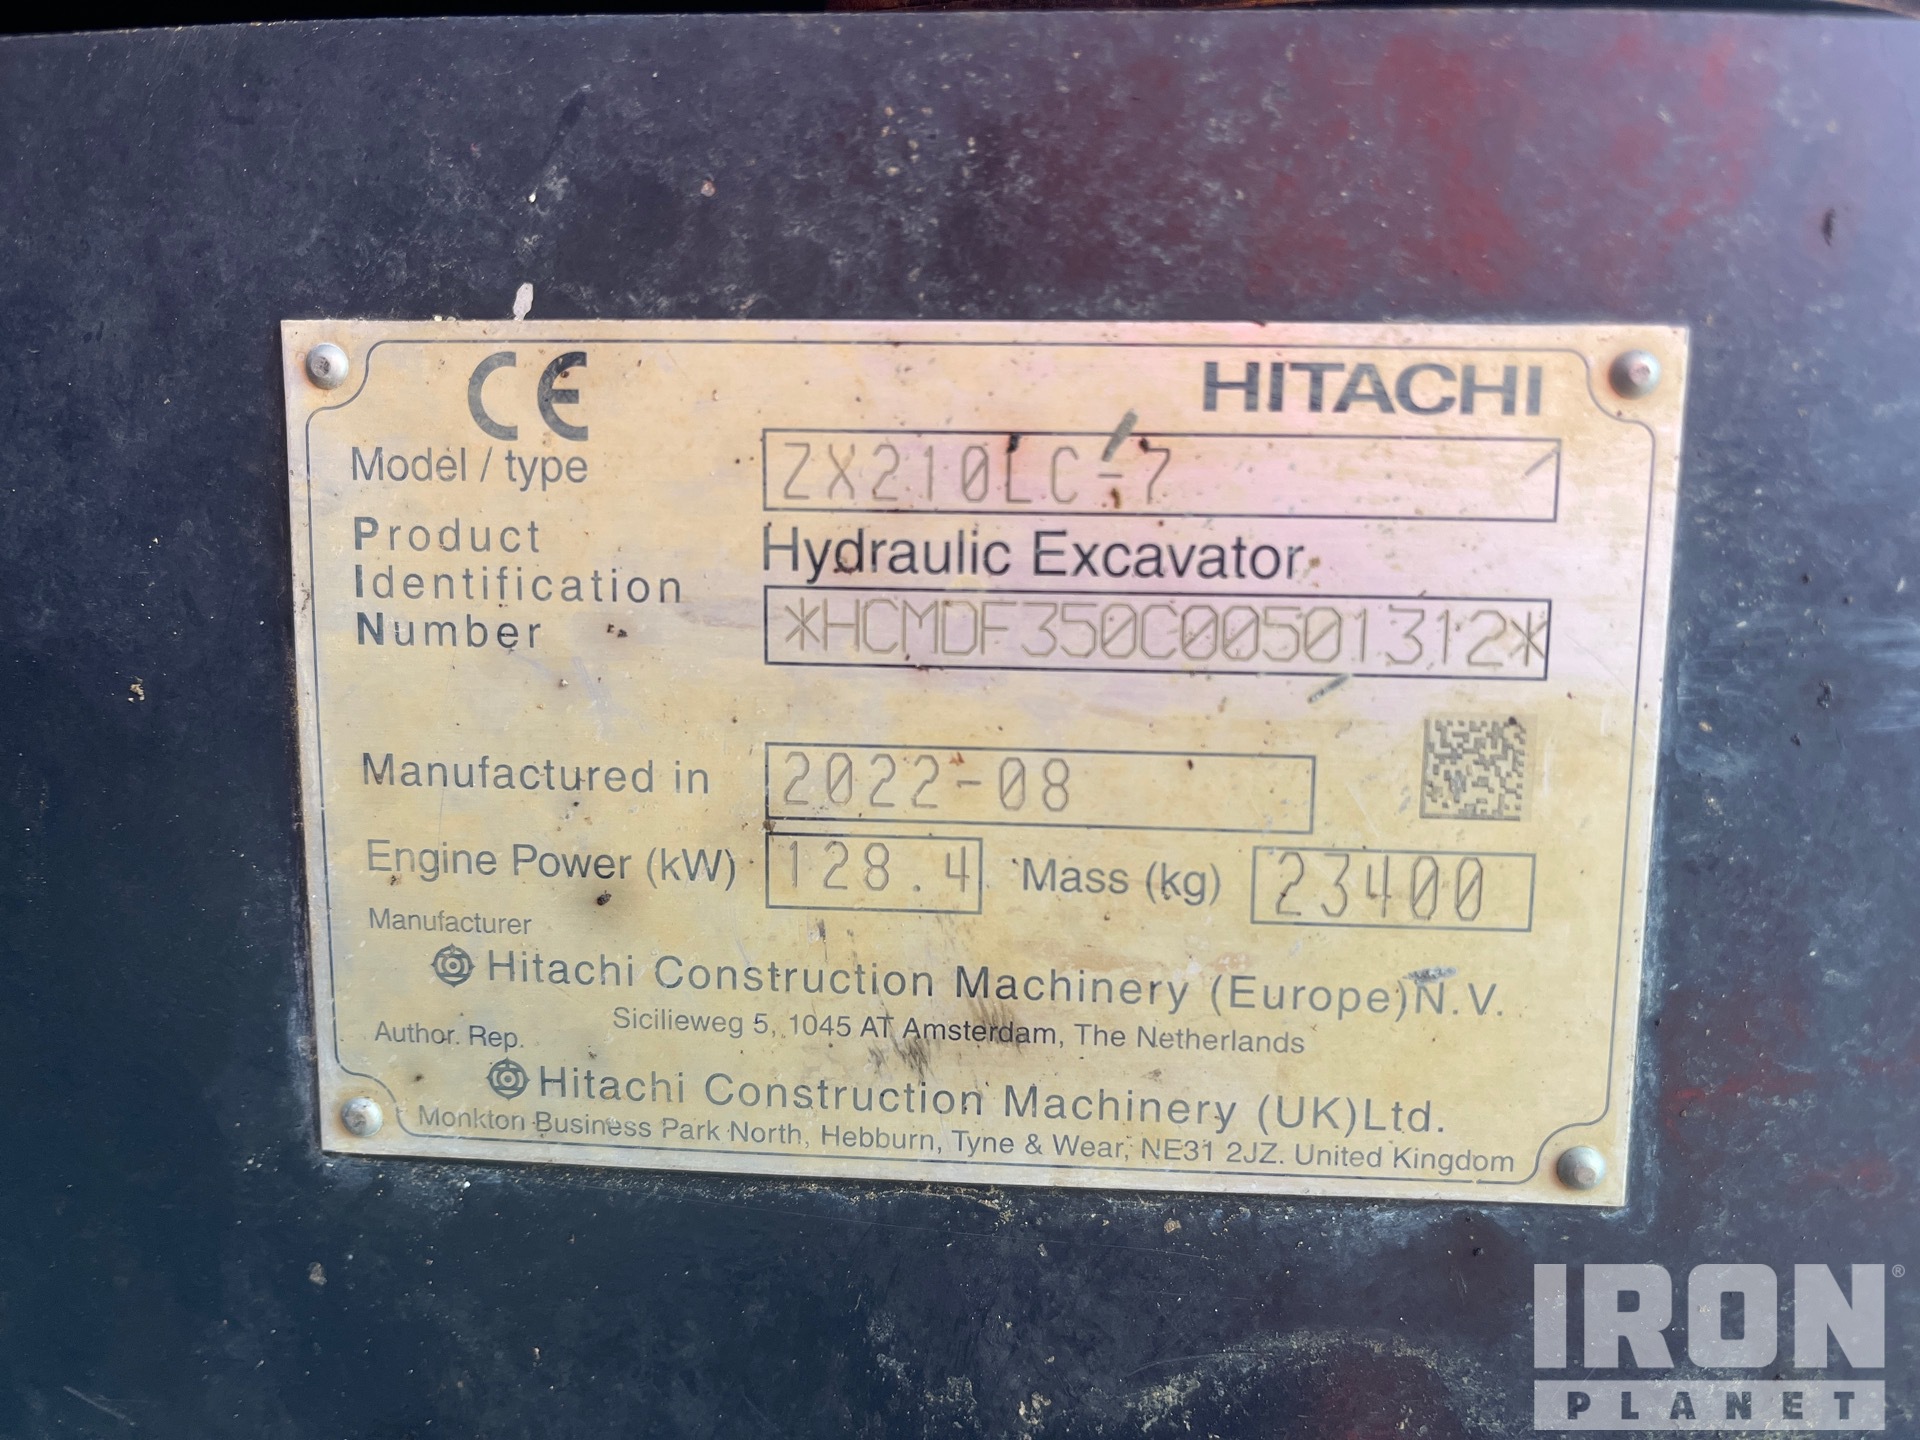 CE HITACHI
Model / type ZX210LC-7
Product Hydraulic Excavator
Identification
Number *HCMDF350C00501312*
Manufactured in 2022-08
Engine Power (kW) 128.4 Mass (kg) 23400
Manufacturer
Hitachi Construction Machinery (Europe)N.V.
Sicilieweg 5, 1045 AT Amsterdam, The Netherlands
Author. Rep.
Hitachi Construction Machinery (UK)Ltd.
Monkton Business Park North, Hebburn, Tyne & Wear, NE31 2JZ. United Kingdom
IRON®
PLANET